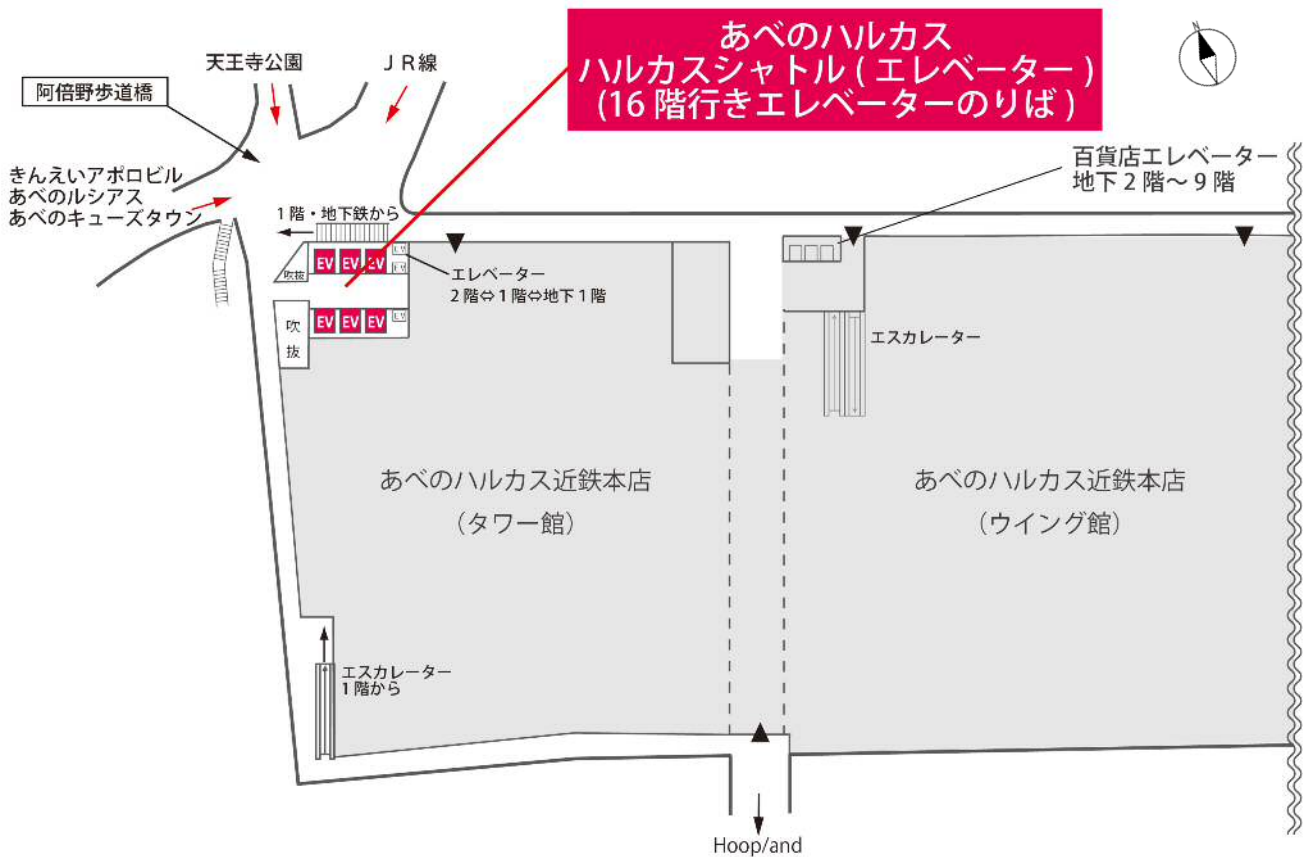 あべのハルカス
ハルカスシャトル ( エレベーター )
(16 階行きエレベーターのりば )
天王寺公園
ＪＲ線
阿倍野歩道橋
きんえいアポロビル
あべのルシアス
あべのキューズタウン
百貨店エレベーター
地下 2 階～ 9 階
1 階・地下鉄から
EV EV EV EV
EV
吹抜
エレベーター
2 階⇔ 1 階⇔地下 1 階
EV EV EV EV
吹
抜
エスカレーター
あべのハルカス近鉄本店
（タワー館）
あべのハルカス近鉄本店
（ウイング館）
エスカレーター
1 階から
Hoop/and